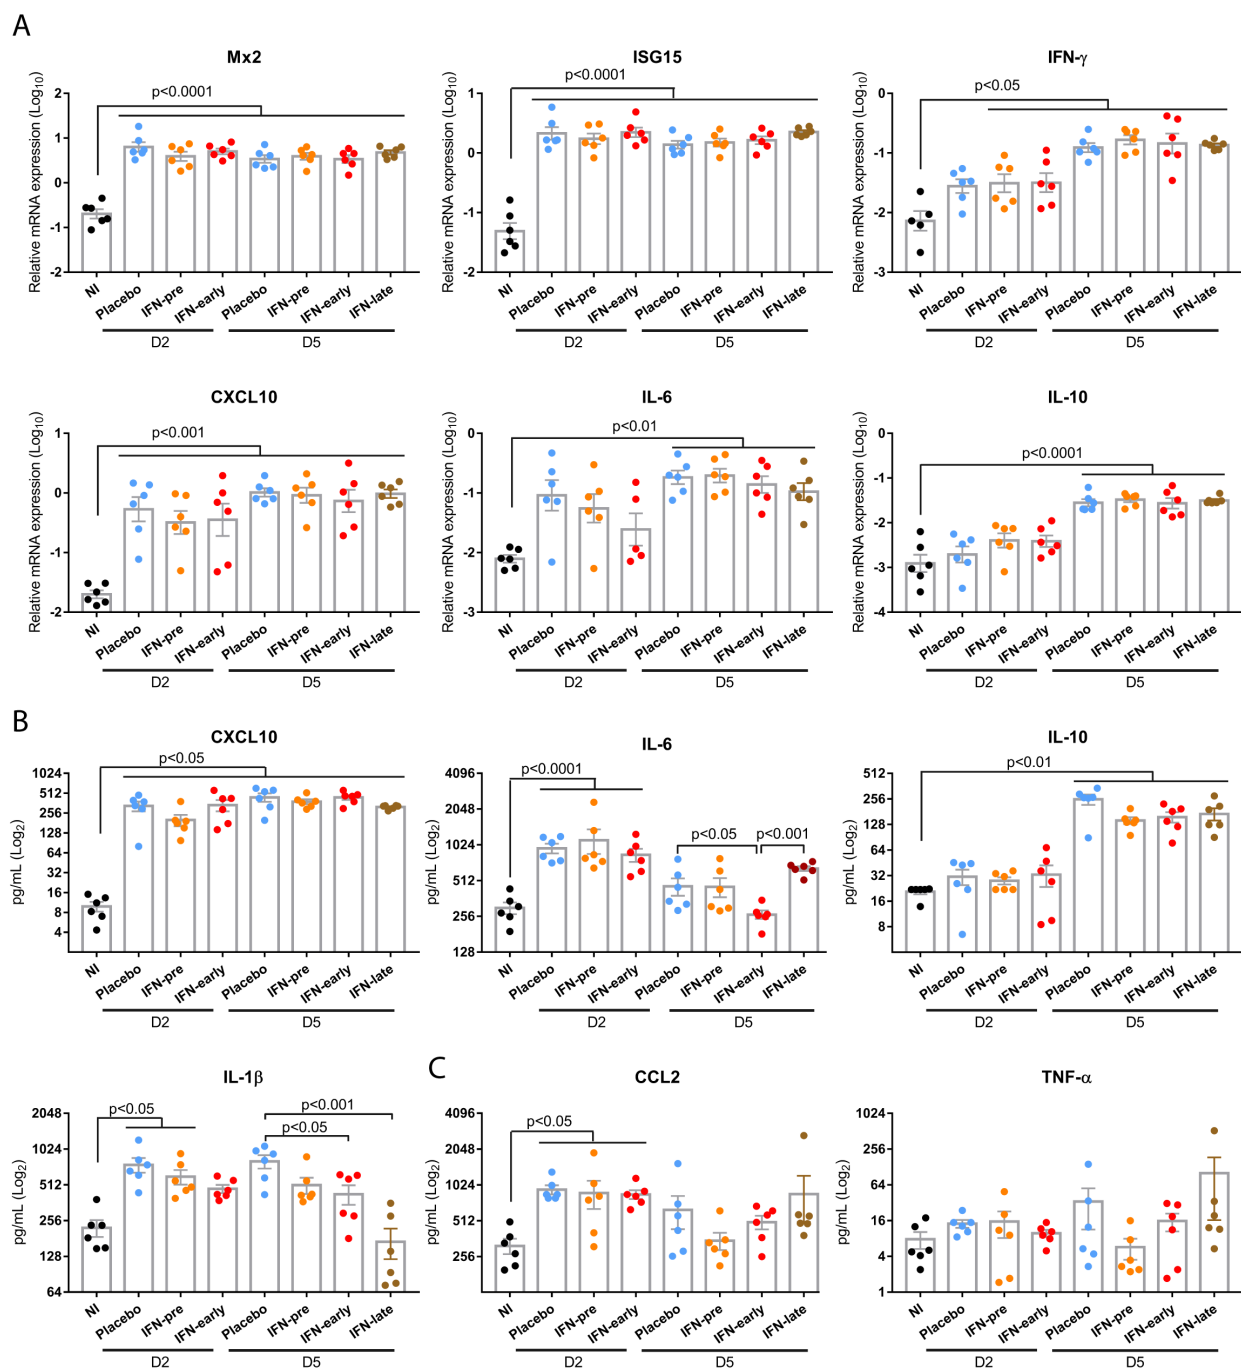 A
Mx2
p<0.0001
Relative mRNA expression (Log10)
2
1
0
-1
-2
NI
Placebo
IFN-pre
IFN-early
Placebo
IFN-pre
IFN-early
IFN-late
D2
D5
ISG15
p<0.0001
Relative mRNA expression (Log10)
1
0
-1
-2
NI
Placebo
IFN-pre
IFN-early
Placebo
IFN-pre
IFN-early
IFN-late
D2
D5
IFN-γ
p<0.05
Relative mRNA expression (Log10)
-0
-1
-2
-3
NI
Placebo
IFN-pre
IFN-early
Placebo
IFN-pre
IFN-early
IFN-late
D2
D5
CXCL10
p<0.001
Relative mRNA expression (Log10)
1
0
-1
-2
NI
Placebo
IFN-pre
IFN-early
Placebo
IFN-pre
IFN-early
IFN-late
D2
D5
IL-6
p<0.01
Relative mRNA expression (Log10)
-0
-1
-2
-3
NI
Placebo
IFN-pre
IFN-early
Placebo
IFN-pre
IFN-early
IFN-late
D2
D5
IL-10
p<0.0001
Relative mRNA expression (Log10)
-0
-1
-2
-3
-4
NI
Placebo
IFN-pre
IFN-early
Placebo
IFN-pre
IFN-early
IFN-late
D2
D5
B
CXCL10
p<0.05
pg/mL (Log2)
1024
512
256
128
64
32
16
8
4
NI
Placebo
IFN-pre
IFN-early
Placebo
IFN-pre
IFN-early
IFN-late
D2
D5
IL-6
p<0.0001
p<0.05
p<0.001
pg/mL (Log2)
4096
2048
1024
512
256
128
NI
Placebo
IFN-pre
IFN-early
Placebo
IFN-pre
IFN-early
IFN-late
D2
D5
IL-10
p<0.01
pg/mL (Log2)
512
256
128
64
32
16
8
NI
Placebo
IFN-pre
IFN-early
Placebo
IFN-pre
IFN-early
IFN-late
D2
D5
IL-1β
p<0.05
p<0.001
p<0.05
pg/mL (Log2)
2048
1024
512
256
128
64
NI
Placebo
IFN-pre
IFN-early
Placebo
IFN-pre
IFN-early
IFN-late
D2
D5
C
CCL2
p<0.05
pg/mL (Log2)
4096
2048
1024
512
256
NI
Placebo
IFN-pre
IFN-early
Placebo
IFN-pre
IFN-early
IFN-late
D2
D5
TNF-α
pg/mL (Log2)
1024
256
64
16
4
1
NI
Placebo
IFN-pre
IFN-early
Placebo
IFN-pre
IFN-early
IFN-late
D2
D5